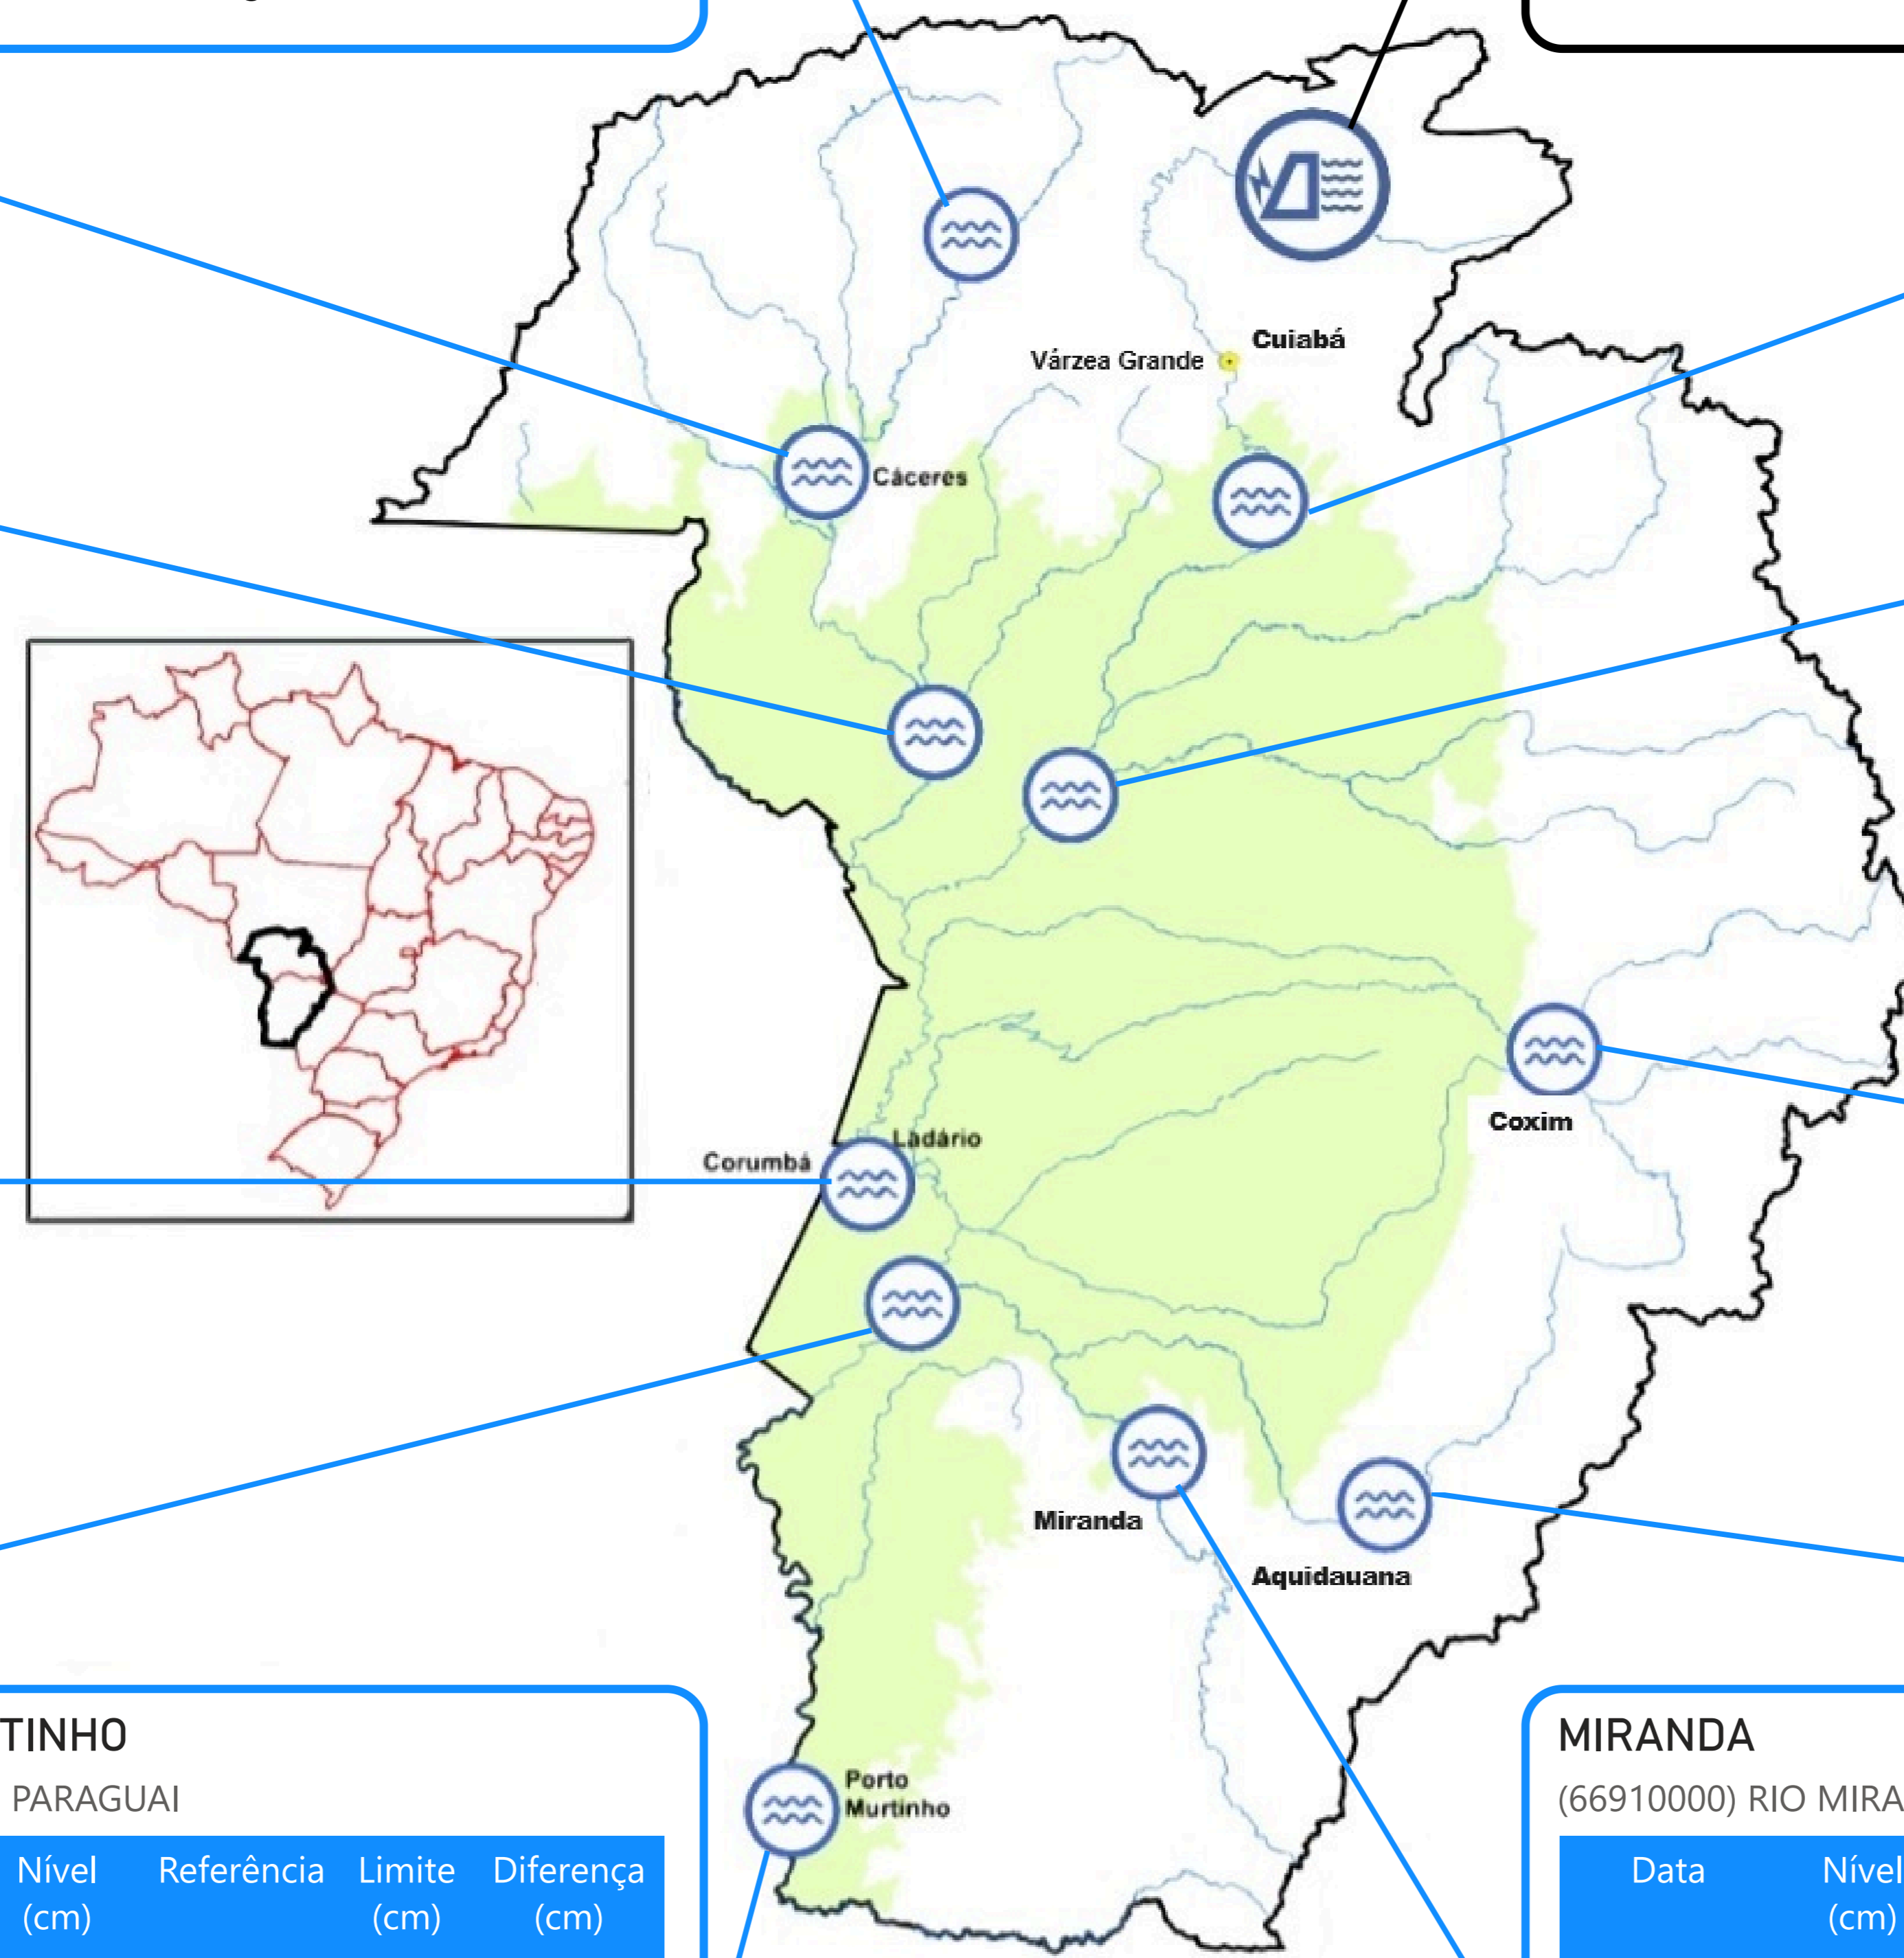 Cuiabá
Várzea Grande
Cáceres
Coxim
Ladário
Corumbá
Miranda
Aquidauana
Porto
Murtinho
TINHO
PARAGUAI
Nível
(cm)
Referência
Limite
(cm)
Diferença
(cm)
MIRANDA
(66910000) RIO MIRA
Data
Nível
(cm)